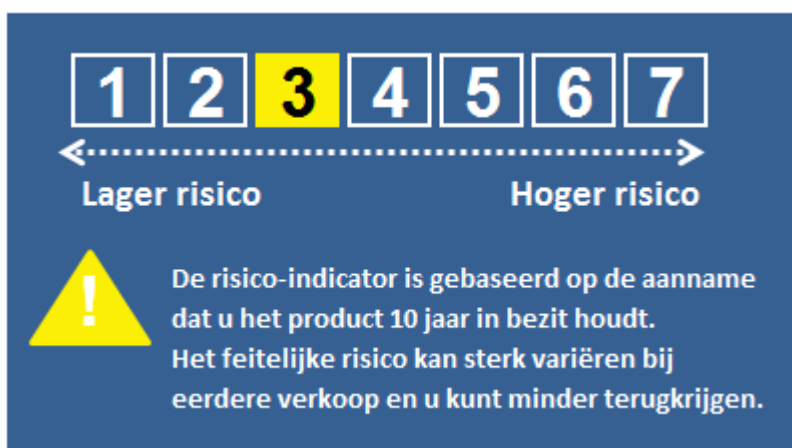 1 2 3 4 5 6 7
Lager risico Hoger risico
!
De risico-indicator is gebaseerd op de aanname
dat u het product 10 jaar in bezit houdt.
Het feitelijke risico kan sterk variëren bij
eerdere verkoop en u kunt minder terugkrijgen.